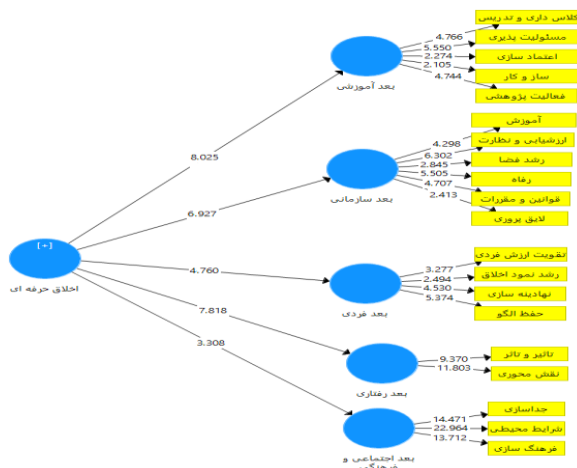 کلاس داری و تدریس
4.766
مسئولیت پذیری
5.550
اعتماد سازی
2.274
ساز و کار
2.105
فعالیت پژوهشی
4.744
بعد آموزشی
8.025
آموزش
4.298
ارزشیابی و نظارت
6.302
رشد فضا
2.845
رفاه
5.505
قوانین و مقررات
4.707
لایق پروری
2.413
بعد سازمانی
6.927
[+]
اخلاق حرفه ای
4.760
تقویت ارزش فردی
3.277
رشد نمود اخلاق
2.494
نهادینه سازی
4.530
حفظ الگو
5.374
بعد فردی
7.818
تاثیر و تاثر
9.370
نقش محوری
11.803
بعد رفتاری
3.308
جداسازی
14.471
شرایط محیطی
22.964
فرهنگ سازی
13.712
بعد اجتماعی و
فرهنگی